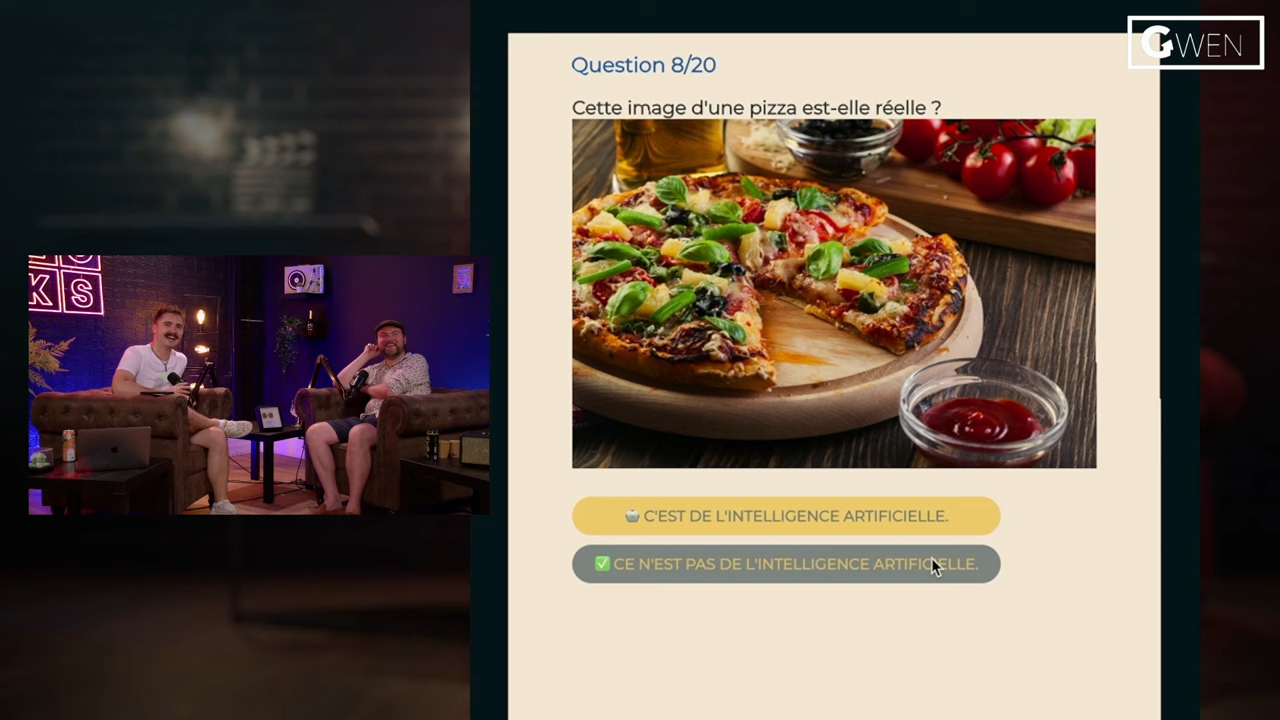 GWEN
Question 8/20
Cette image d'une pizza est-elle réelle ?
C'EST DE L'INTELLIGENCE ARTIFICIELLE.
CE N'EST PAS DE L'INTELLIGENCE ARTIFICIELLE.
KS